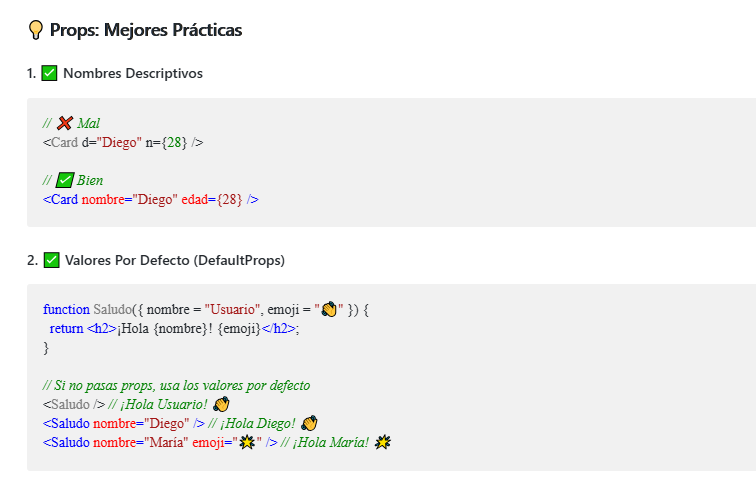 💡 Props: Mejores Prácticas
1. ✅ Nombres Descriptivos
// ❌ Mal
<Card d="Diego" n={28} />
// ✅ Bien
<Card nombre="Diego" edad={28} />
2. ✅ Valores Por Defecto (DefaultProps)
function Saludo({ nombre = "Usuario", emoji = "👋" }) {
return <h2>¡Hola {nombre}! {emoji}</h2>;
}
// Si no pasas props, usa los valores por defecto
<Saludo /> // ¡Hola Usuario! 👋
<Saludo nombre="Diego" /> // ¡Hola Diego! 👋
<Saludo nombre="María" emoji="🌟" /> // ¡Hola María! 🌟